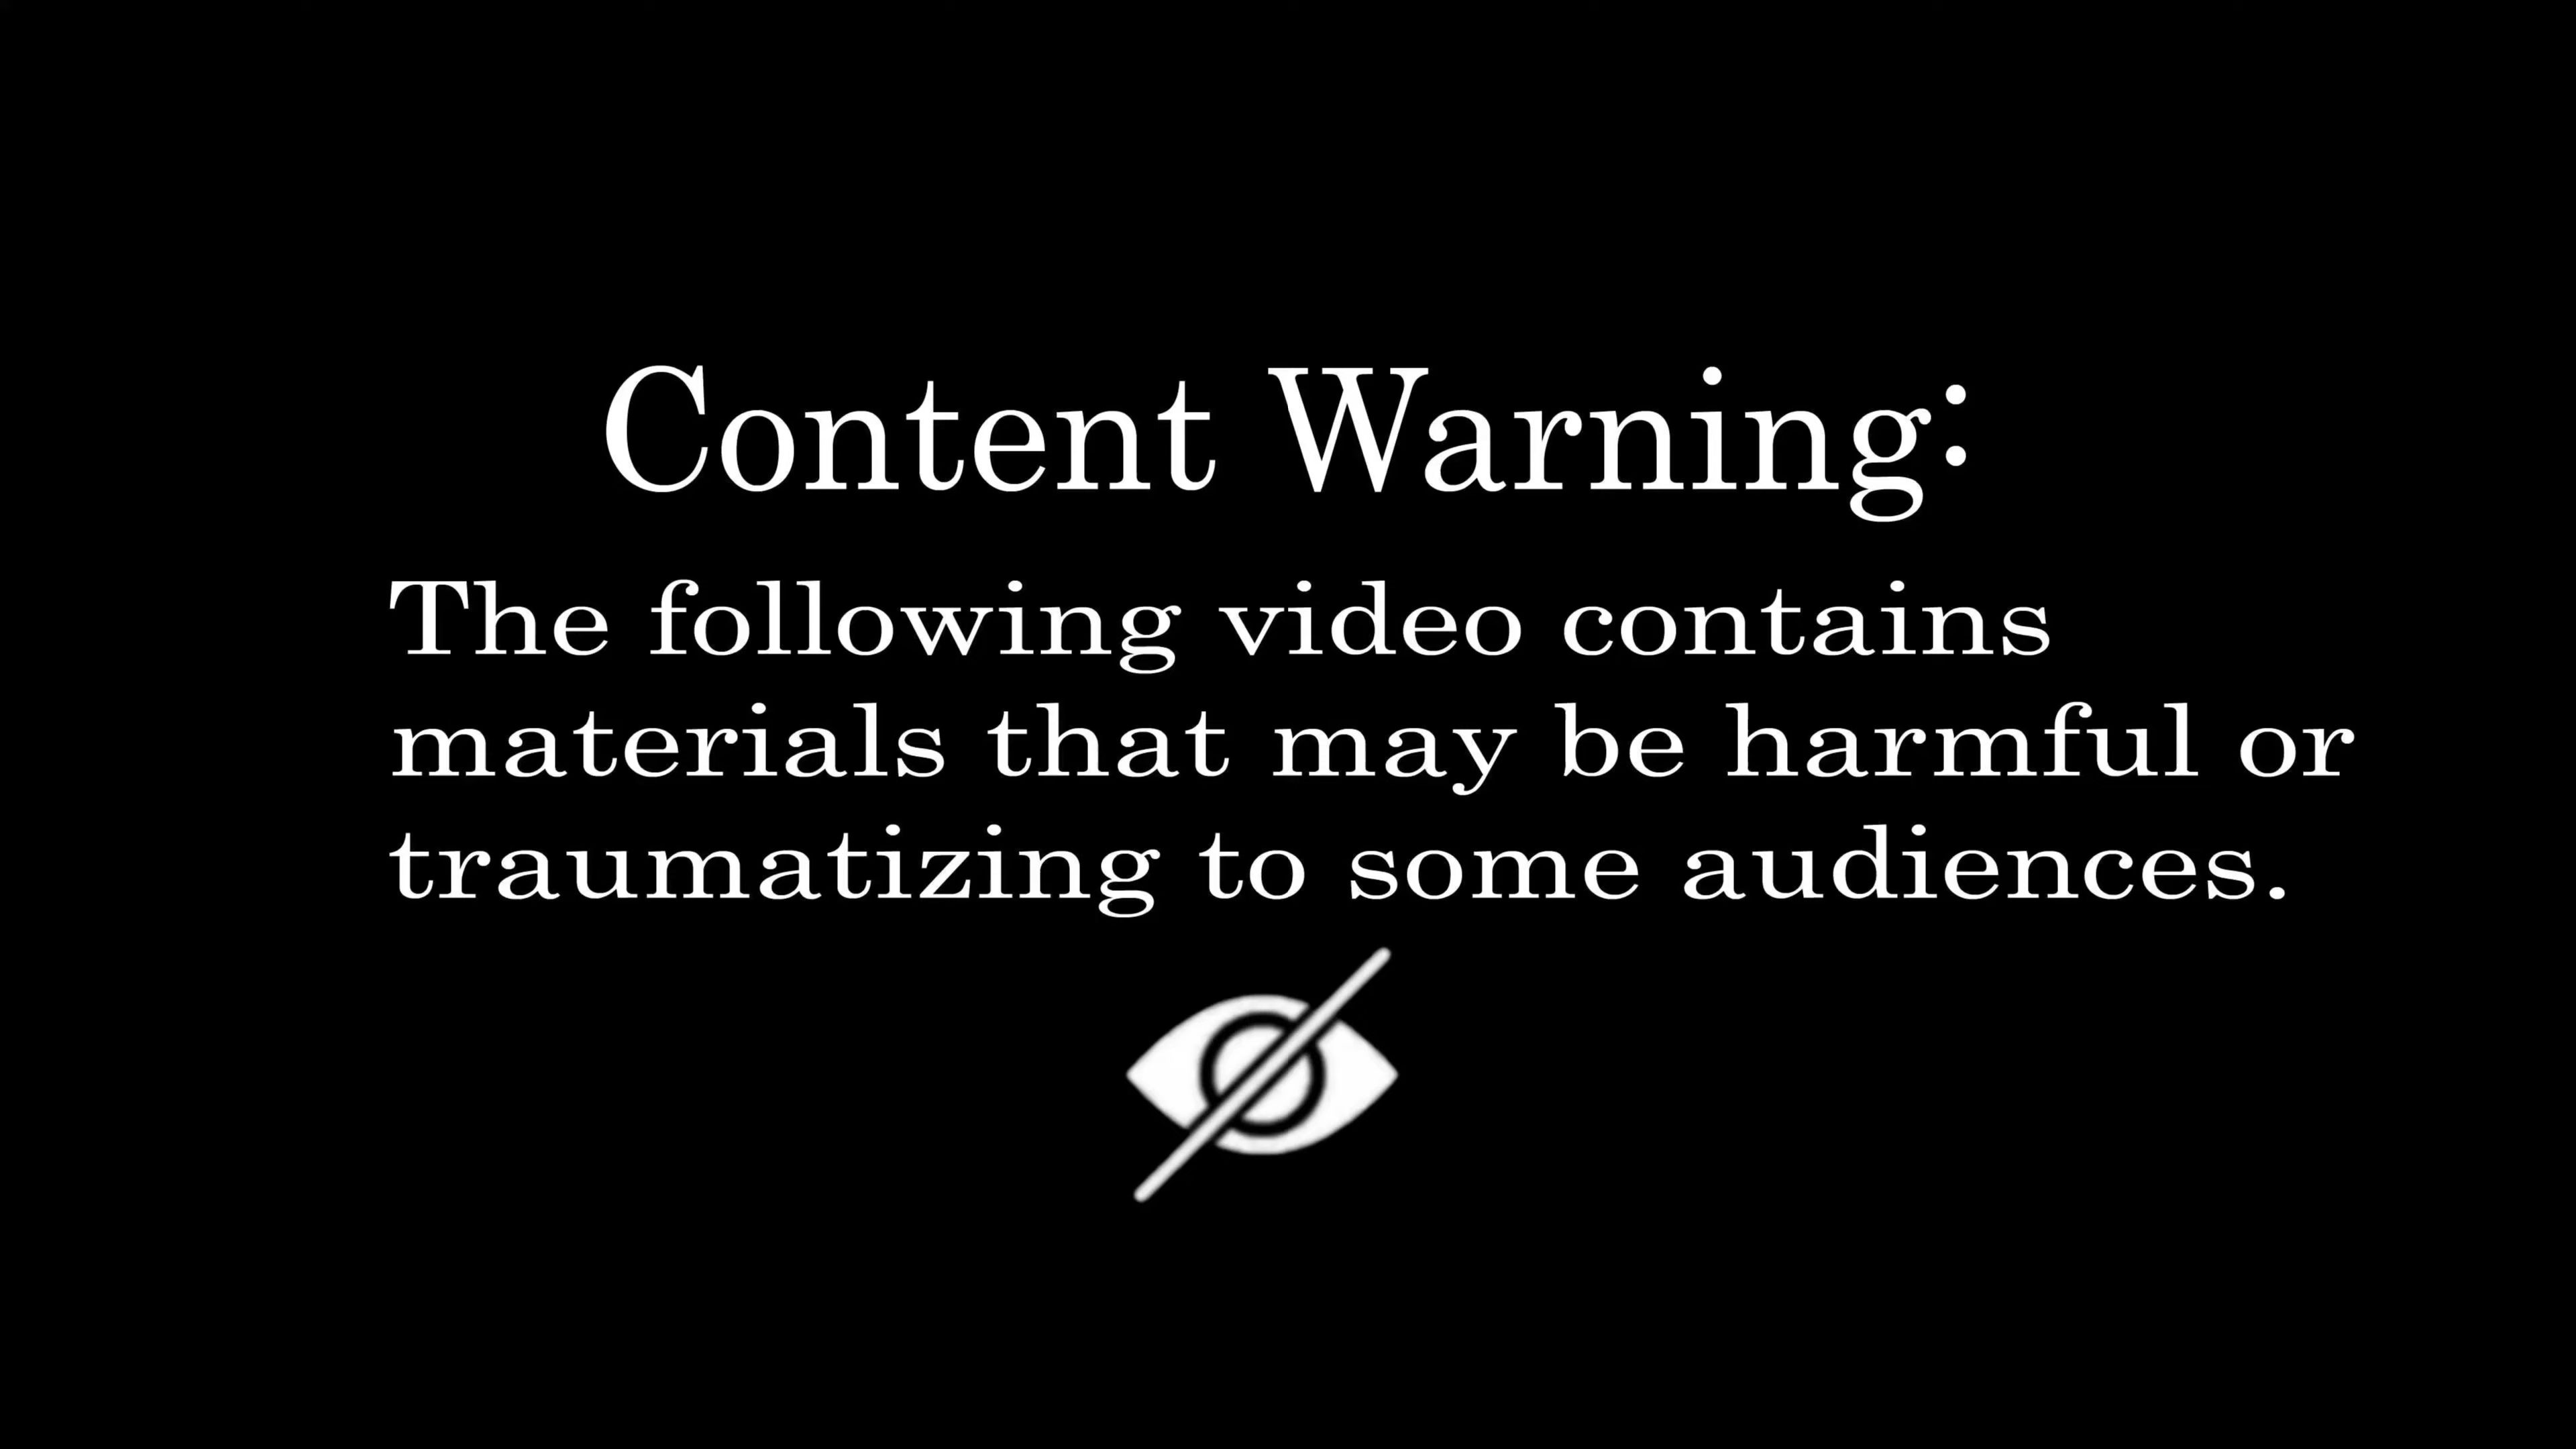 Content Warning:
The following video contains
materials that may be harmful or
traumatizing to some audiences.